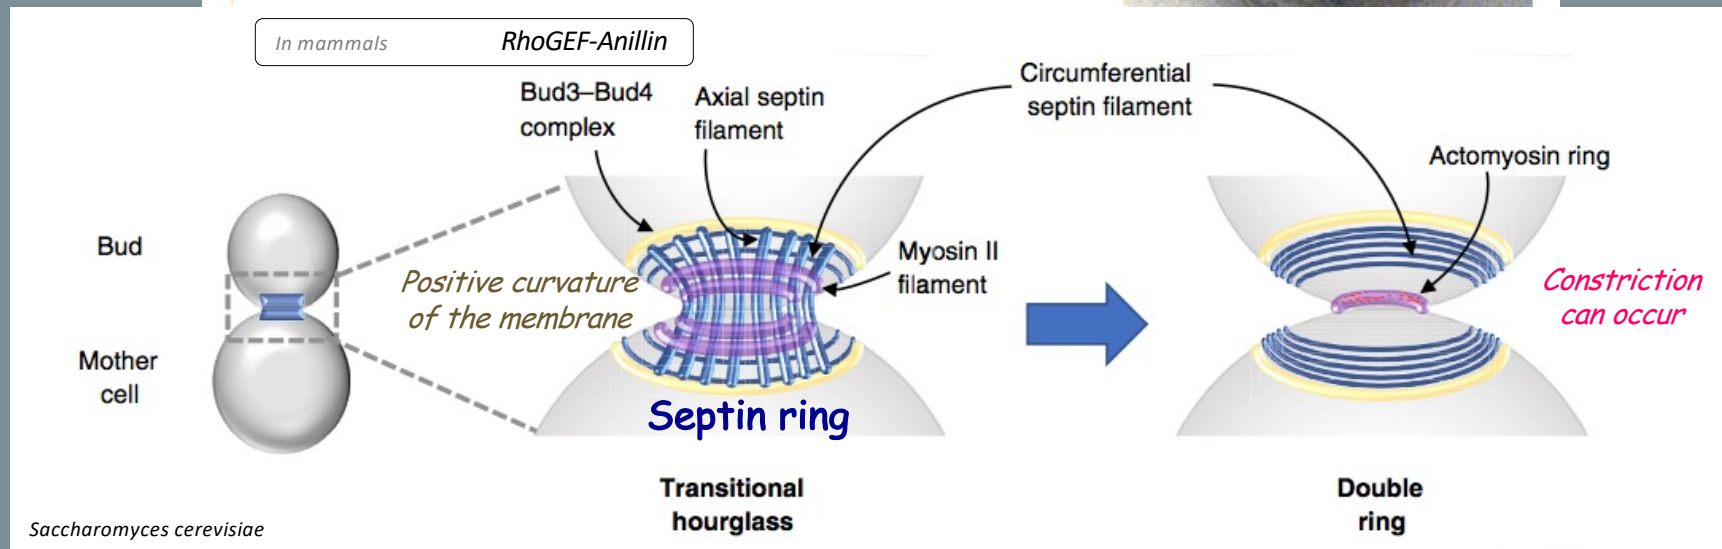 In mammals RhoGEF-Anillin
Bud3–Bud4
complex
Axial septin
filament
Circumferential
septin filament
Actomyosin ring
Bud
Mother
cell
Positive curvature
of the membrane
Myosin II
filament
Constriction
can occur
Septin ring
Transitional
hourglass
Double
ring
Saccharomyces cerevisiae